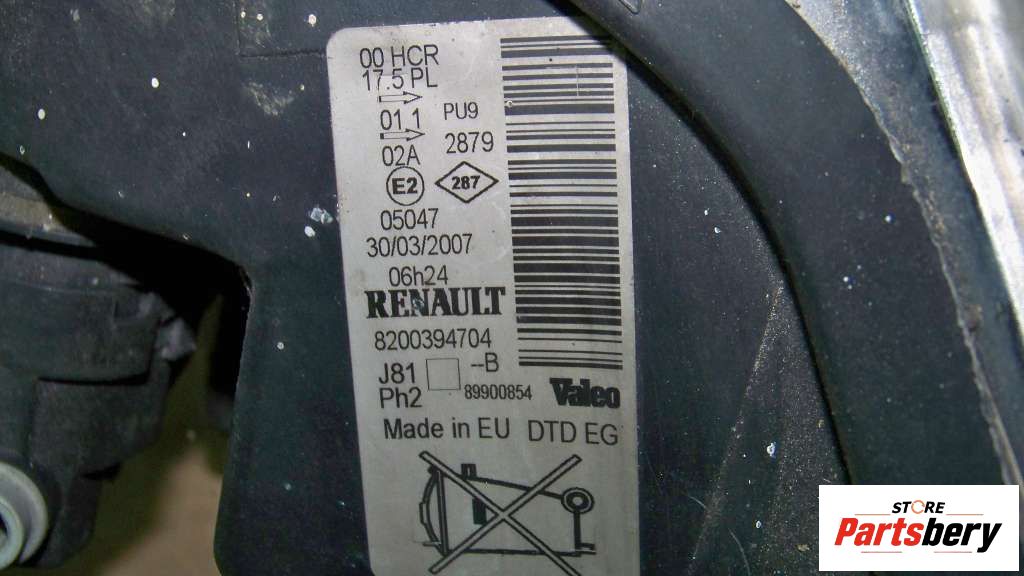 00 HCR
17.5 PL
01 1 PU9
02A 2879
E2 287
05047
30/03/2007
06h24
RENAULT
8200394704
J81 --B
Ph2 89900854 Valeo
Made in EU DTD EG
STORE
Partsbery